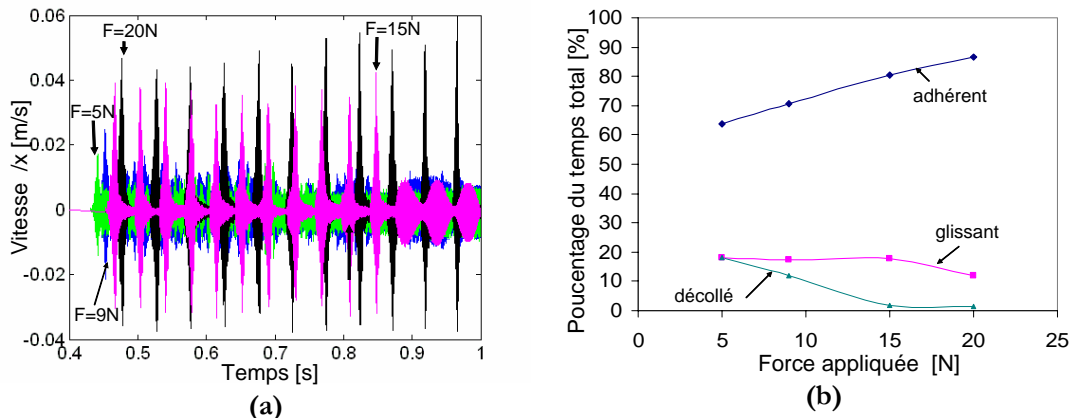 0.06
0.04
0.02
0
-0.02
-0.04
Vitesse /x [m/s]
F=20N
F=15N
F=5N
F=9N
0.4 0.5 0.6 0.7 0.8 0.9 1
Temps [s]
(a)
100
90
80
70
60
50
40
30
20
10
0
Poucentage du temps total [%]
adhérent
glissant
décollé
0 5 10 15 20 25
Force appliquée [N]
(b)